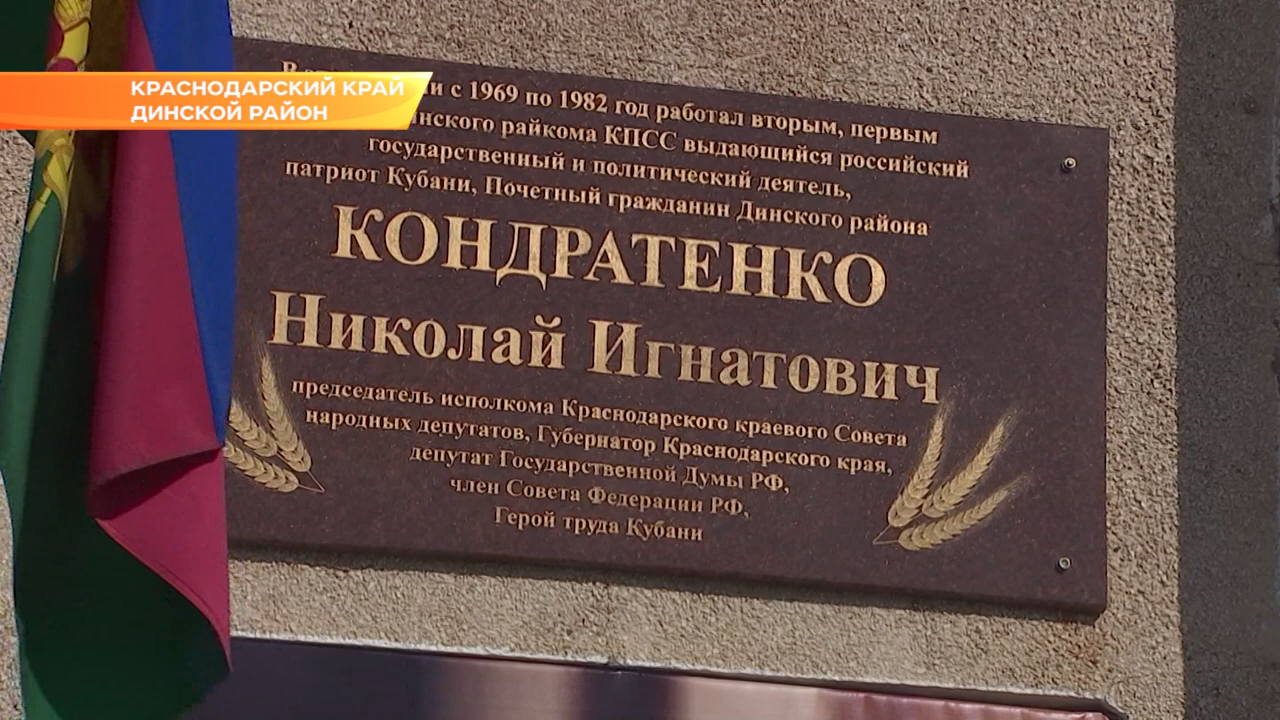 КРАСНОДАРСКИЙ КРАЙ
ДИНСКОЙ РАЙОН
с 1969 по 1982 год работал вторым, первым
райкома КПСС выдающийся российский
государственный и политический деятель,
патриот Кубани, Почетный гражданин Динского района
КОНДРАТЕНКО
Николай Игнатович
председатель исполкома Краснодарского краевого Совета
народных депутатов, Губернатор Краснодарского края,
депутат Государственной Думы РФ,
член Совета Федерации РФ,
Герой труда Кубани